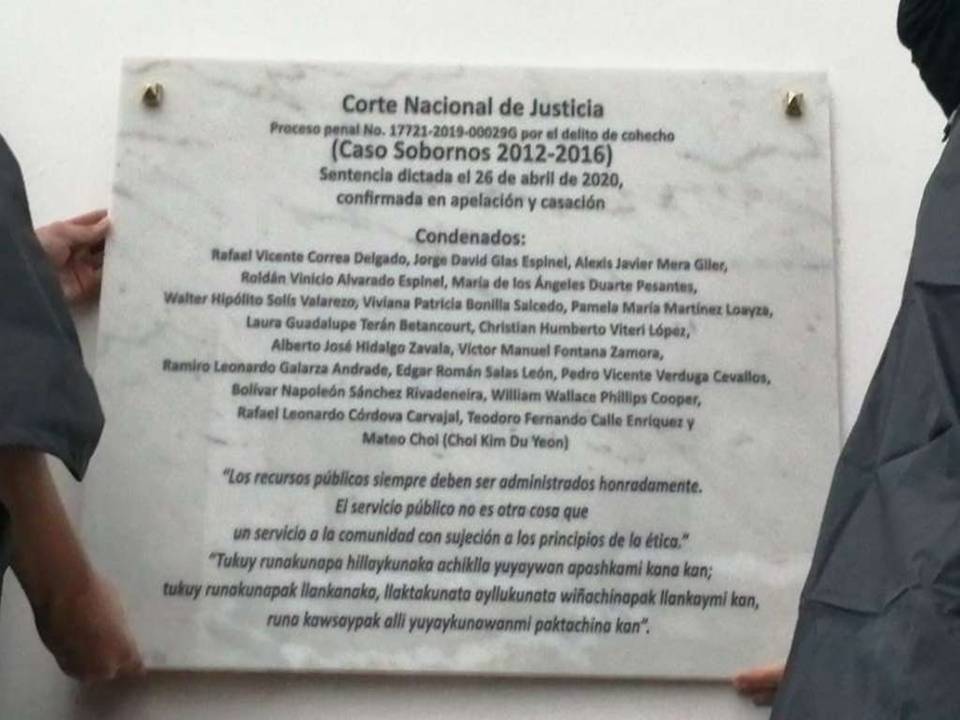 Corte Nacional de Justicia
Proceso penal No. 17721-2019-00029G por el delito de cohecho
(Caso Sobornos 2012-2016)
Sentencia dictada el 26 de abril de 2020,
confirmada en apelación y casación
Condenados:
Rafael Vicente Correa Delgado, Jorge David Glas Espinel, Alexis Javier Mera Giler,
Roldán Vinicio Alvarado Espinel, María de los Ángeles Duarte Pesantes,
Walter Hipólito Solís Valarezo, Viviana Patricia Bonilla Salcedo, Pamela María Martínez Loayza,
Laura Guadalupe Terán Betancourt, Christian Humberto Viteri López,
Alberto José Hidalgo Zavala, Víctor Manuel Fontana Zamora,
Ramiro Leonardo Galarza Andrade, Edgar Román Salas León, Pedro Vicente Verduga Cevallos,
Bolívar Napoleón Sánchez Rivadeneira, William Wallace Phillips Cooper,
Rafael Leonardo Córdova Carvajal, Teodoro Fernando Calle Enríquez y
Mateo Choi (Choi Kim Du Yeon)
"Los recursos públicos siempre deben ser administrados honradamente.
El servicio público no es otra cosa que
un servicio a la comunidad con sujeción a los principios de la ética."
"Tukuy runakunapa hillaykunaka achiklla yuyaywan apashkami kana kan;
tukuy runakunapak llankanaka, llaktakunata ayllukunata wiñachinapak llankaymi kan,
runa kawsaypak alli yuyaykunawanmi paktachina kan".